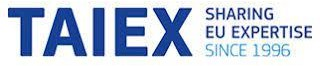 TAIEX
SHARING
EU EXPERTISE
SINCE 1996